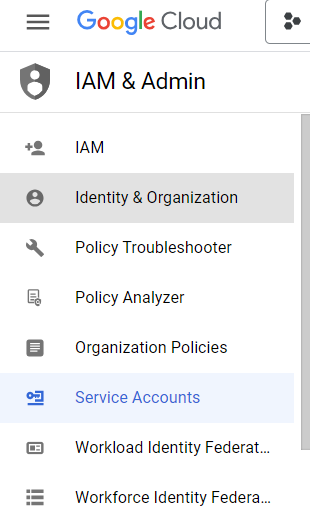 Google Cloud
IAM & Admin
IAM
Identity & Organization
Policy Troubleshooter
Policy Analyzer
Organization Policies
Service Accounts
Workload Identity Federat...
Workforce Identity Federa...